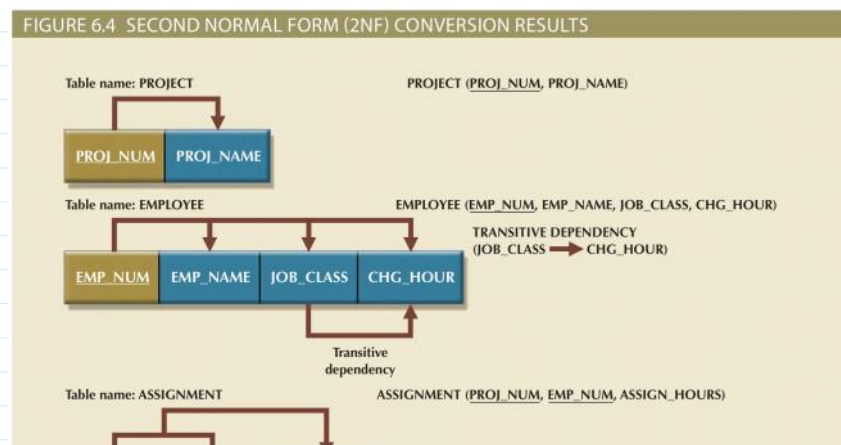 FIGURE 6.4 SECOND NORMAL FORM (2NF) CONVERSION RESULTS
Table name: PROJECT
PROJECT (PROJ_NUM, PROJ_NAME)
PROJ_NUM
PROJ_NAME
Table name: EMPLOYEE
EMPLOYEE (EMP_NUM, EMP_NAME, JOB_CLASS, CHG_HOUR)
TRANSITIVE DEPENDENCY
(JOB_CLASS CHG_HOUR)
EMP_NUM
EMP_NAME
JOB_CLASS
CHG_HOUR
Transitive
dependency
Table name: ASSIGNMENT
ASSIGNMENT (PROJ_NUM, EMP_NUM, ASSIGN_HOURS)